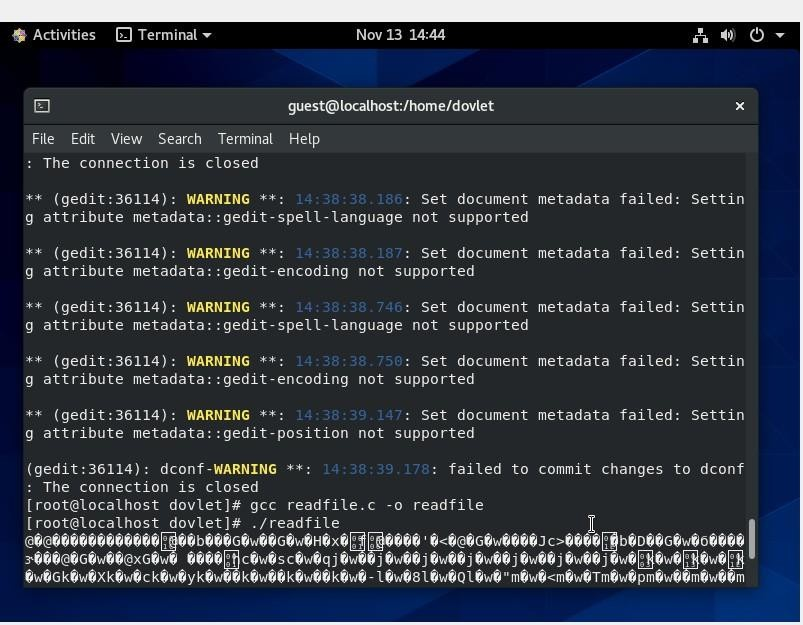 Activities Terminal Nov 13 14:44
guest@localhost:/home/dovlet
File Edit View Search Terminal Help
: The connection is closed
** (gedit:36114): WARNING **: 14:38:38.186: Set document metadata failed: Settin
g attribute metadata::gedit-spell-language not supported
** (gedit:36114): WARNING **: 14:38:38.187: Set document metadata failed: Settin
g attribute metadata::gedit-encoding not supported
** (gedit:36114): WARNING **: 14:38:38.746: Set document metadata failed: Settin
g attribute metadata::gedit-spell-language not supported
** (gedit:36114): WARNING **: 14:38:38.750: Set document metadata failed: Settin
g attribute metadata::gedit-encoding not supported
** (gedit:36114): WARNING **: 14:38:39.147: Set document metadata failed: Settin
g attribute metadata::gedit-position not supported
(gedit:36114): dconf-WARNING **: 14:38:39.178: failed to commit changes to dconf
: The connection is closed
[root@localhost dovlet]# gcc readfile.c -o readfile
[root@localhost dovlet]# ./readfile